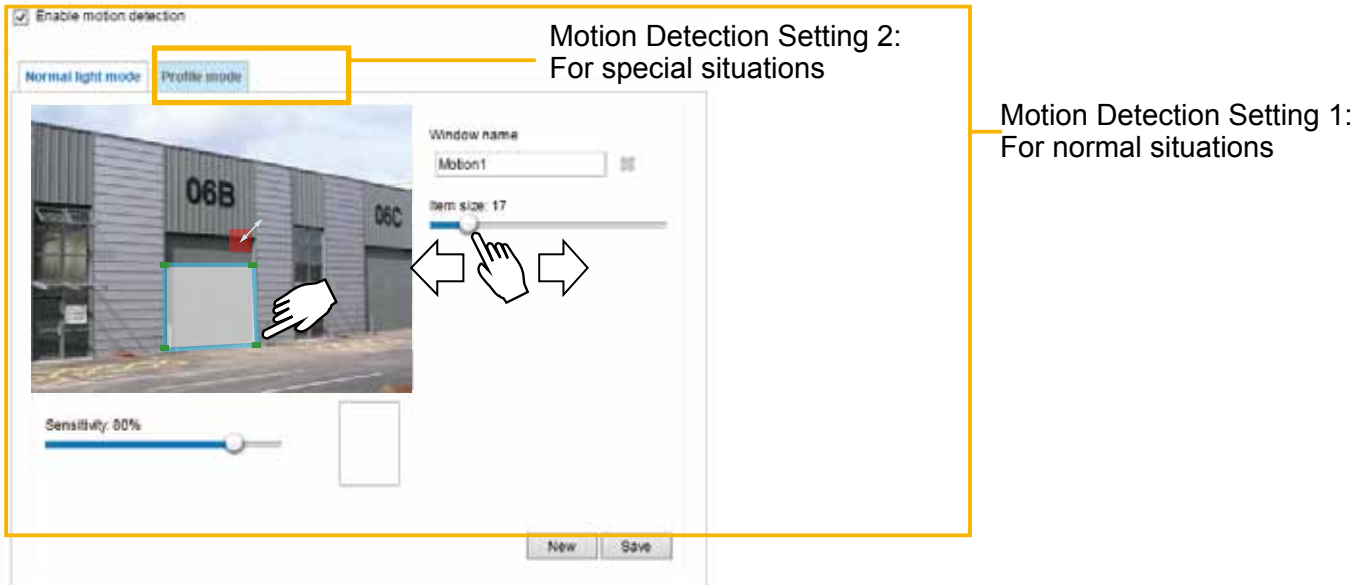 Enable motion detection
Motion Detection Setting 2:
For special situations
Normal light mode
Profile mode
Motion Detection Setting 1:
For normal situations
Window name
Motion1
06B
06C
Item size: 17
Sensitivity: 80%
New
Save